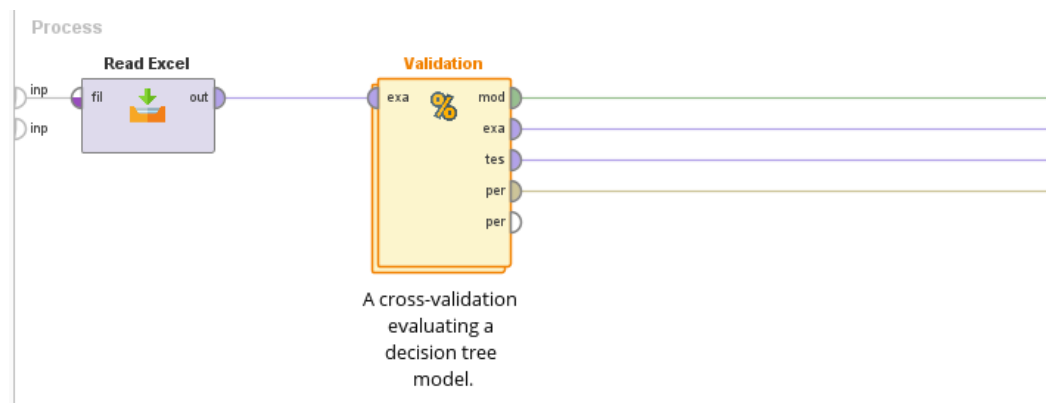 Process
Read Excel
Validation
inp
fil
out
exa
mod
inp
exa
tes
per
per
A cross-validation
evaluating a
decision tree
model.